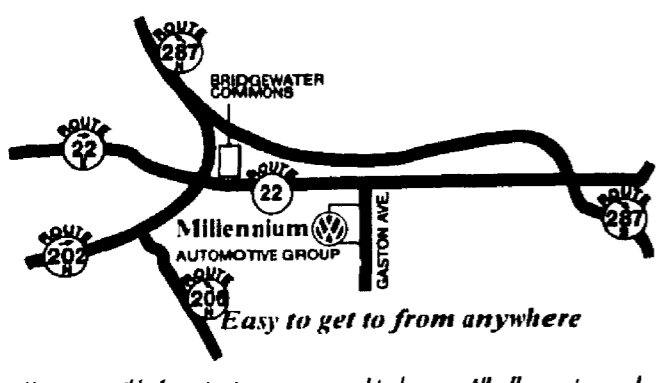 ROUTE
287
N
BRIDGEWATER
COMMONS
ROUTE
22
ROUTE
22
Millennium
AUTOMOTIVE GROUP
GASTON AVE.
ROUTE
287
ROUTE
202
N
ROUTE
206
N
Easy to get to from anywhere